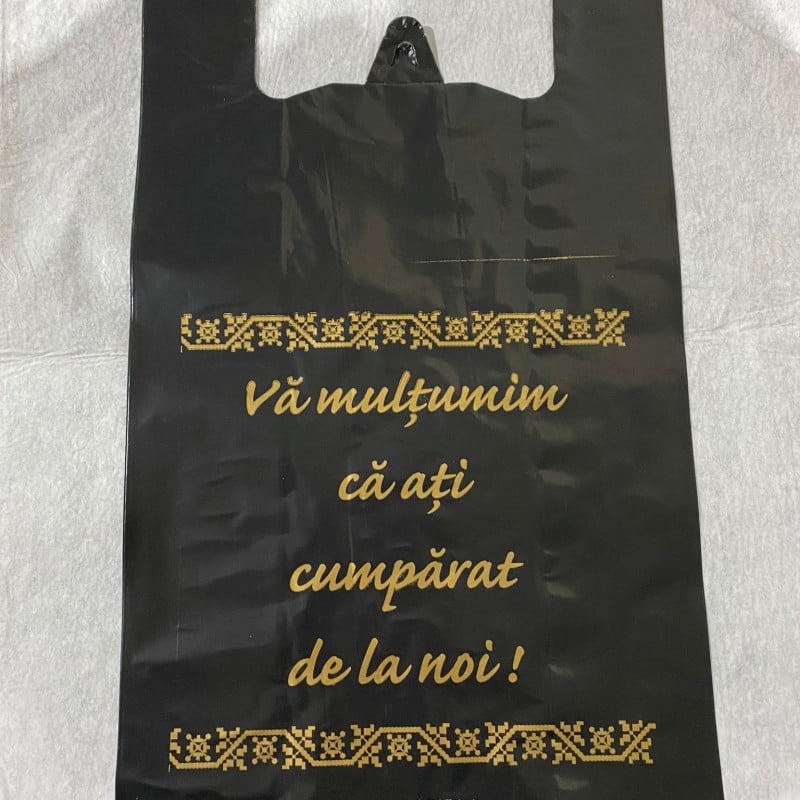 Vă mulțumim
că ați
cumpărat
de la noi !